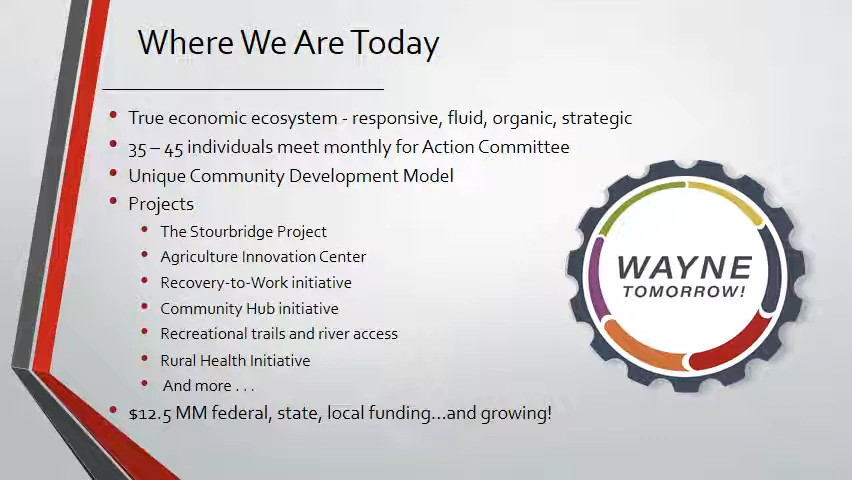 Where We Are Today
True economic ecosystem - responsive, fluid, organic, strategic
35 – 45 individuals meet monthly for Action Committee
Unique Community Development Model
Projects
The Stourbridge Project
Agriculture Innovation Center
Recovery-to-Work initiative
Community Hub initiative
Recreational trails and river access
Rural Health Initiative
And more . . .
$12.5 MM federal, state, local funding...and growing!
WAYNE
TOMORROW!